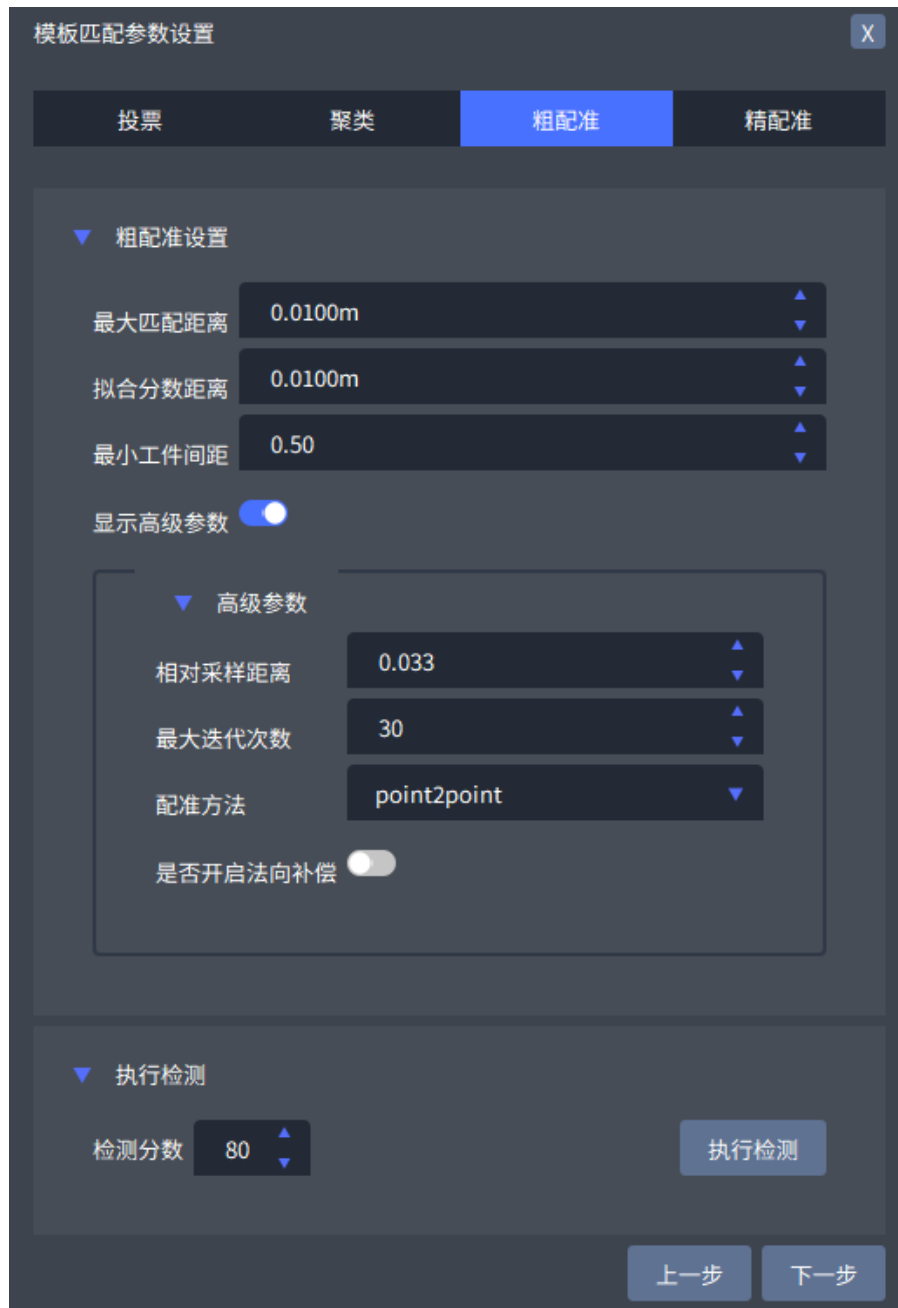 模板匹配参数设置 X
投票 聚类 粗配准 精配准
粗配准设置
最大匹配距离 0.0100m
拟合分数距离 0.0100m
最小工件间距 0.50
显示高级参数
高级参数
相对采样距离 0.033
最大迭代次数 30
配准方法 point2point
是否开启法向补偿
执行检测
检测分数 80 执行检测
上一步 下一步